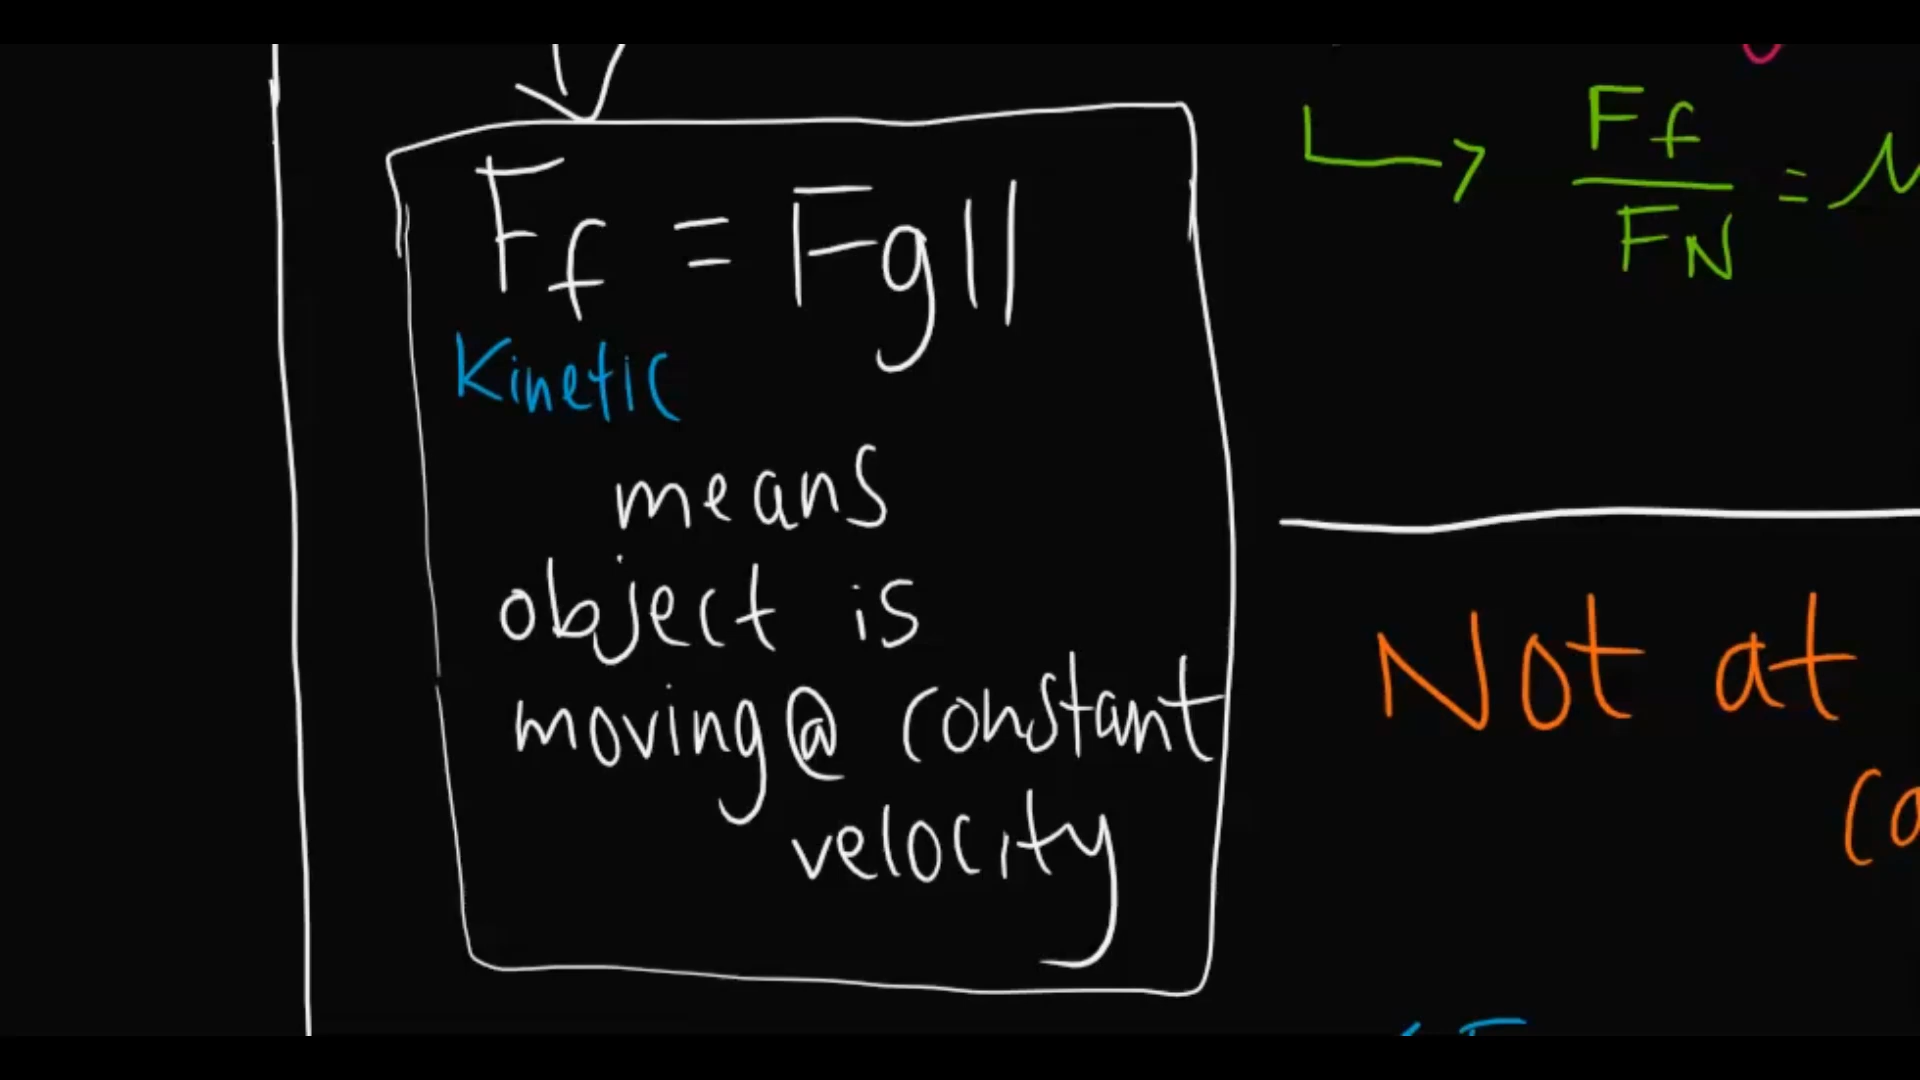 Ff = Fg||
Kinetic
means
object is
moving @ constant
velocity
Ff
FN
=
Not at